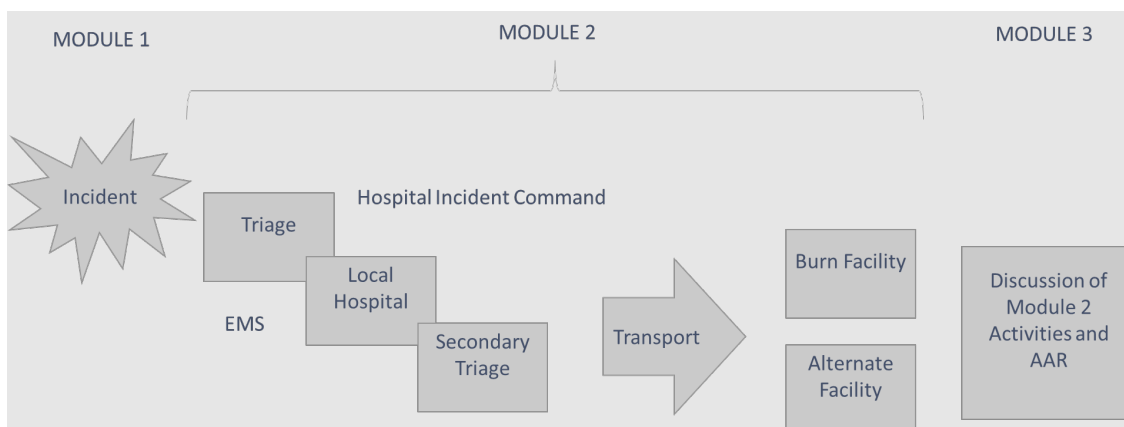 MODULE 1
MODULE 2
MODULE 3
Incident
Triage
Hospital Incident Command
Local
Hospital
EMS
Secondary
Triage
Transport
Burn Facility
Alternate
Facility
Discussion of
Module 2
Activities and
AAR